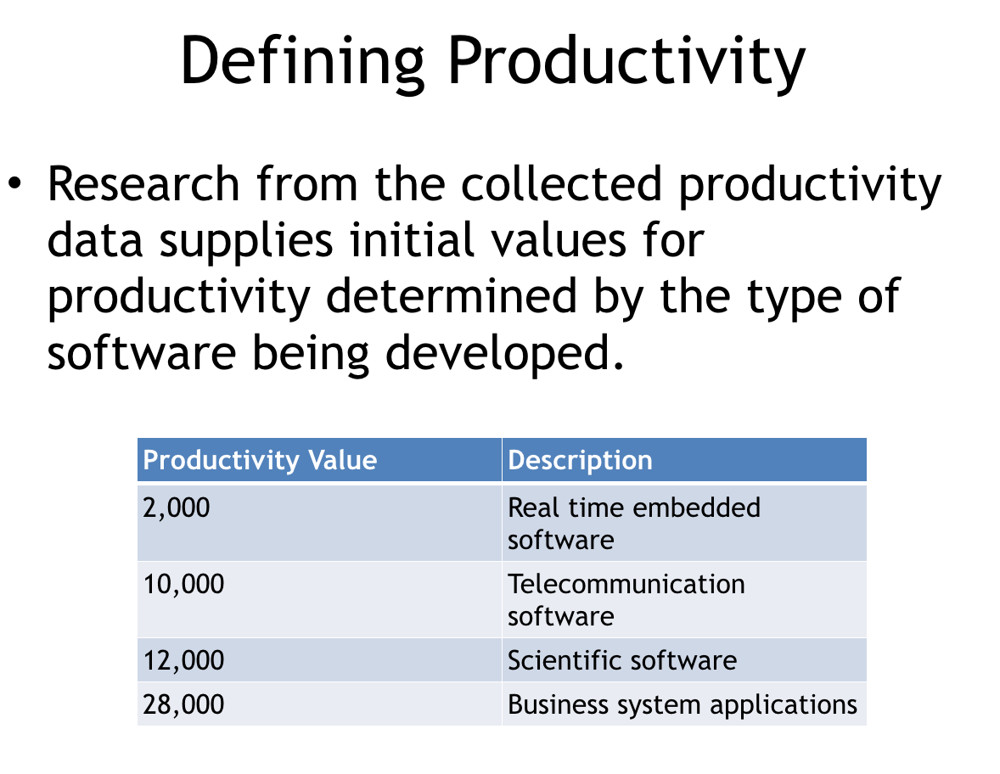 Defining Productivity
• Research from the collected productivity
data supplies initial values for
productivity determined by the type of
software being developed.
Productivity Value Description
2,000 Real time embedded
software
10,000 Telecommunication
software
12,000 Scientific software
28,000 Business system applications